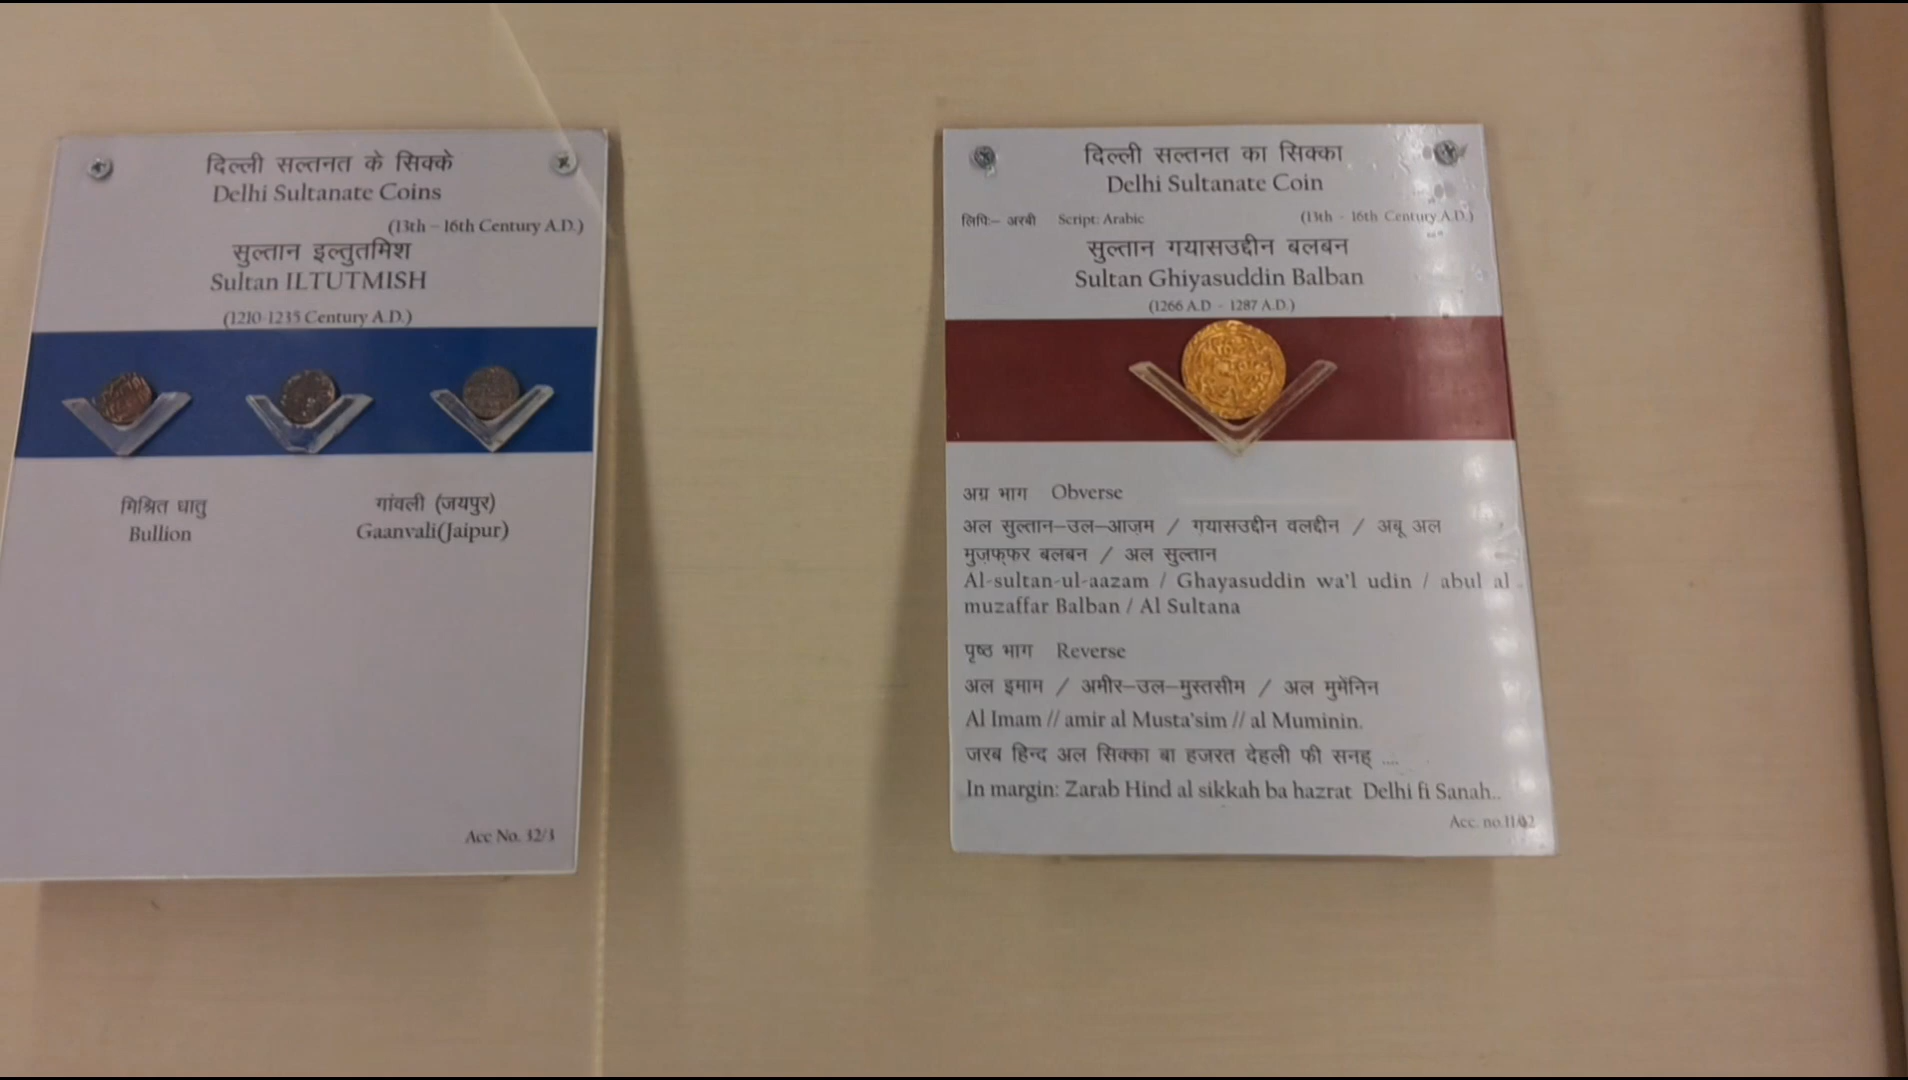 दिल्ली सल्तनत के सिक्के
Delhi Sultanate Coins
(13th – 16th Century A.D.)
सुल्तान इल्तुतमिश
Sultan ILTUTMISH
(1210-1235 Century A.D.)
मिश्रित धातु
Bullion
गांवली (जयपुर)
Gaanvali(Jaipur)
Acc No. 32/3
दिल्ली सल्तनत का सिक्का
Delhi Sultanate Coin
लिपि:– अरबी Script: Arabic (13th - 16th Century A.D.)
सुल्तान गयासउद्दीन बलबन
Sultan Ghiyasuddin Balban
(1266 A.D - 1287 A.D.)
अग्र भाग Obverse
अल सुल्तान–उल–आज़म / ग़यासउद्दीन वलद्दीन / अबू अल
मुज़फ्फर बलबन / अल सुल्तान
Al-sultan-ul-aazam / Ghayasuddin wa'l udin / abul al -
muzaffar Balban / Al Sultana
पृष्ठ भाग Reverse
अल इमाम / अमीर–उल–मुस्तसीम / अल मुमेनिन
Al Imam // amir al Musta'sim // al Muminin.
जरब हिन्द अल सिक्का बा हजरत देहली फी सनह् ....
In margin: Zarab Hind al sikkah ba hazrat Delhi fi Sanah..
Acc. no.